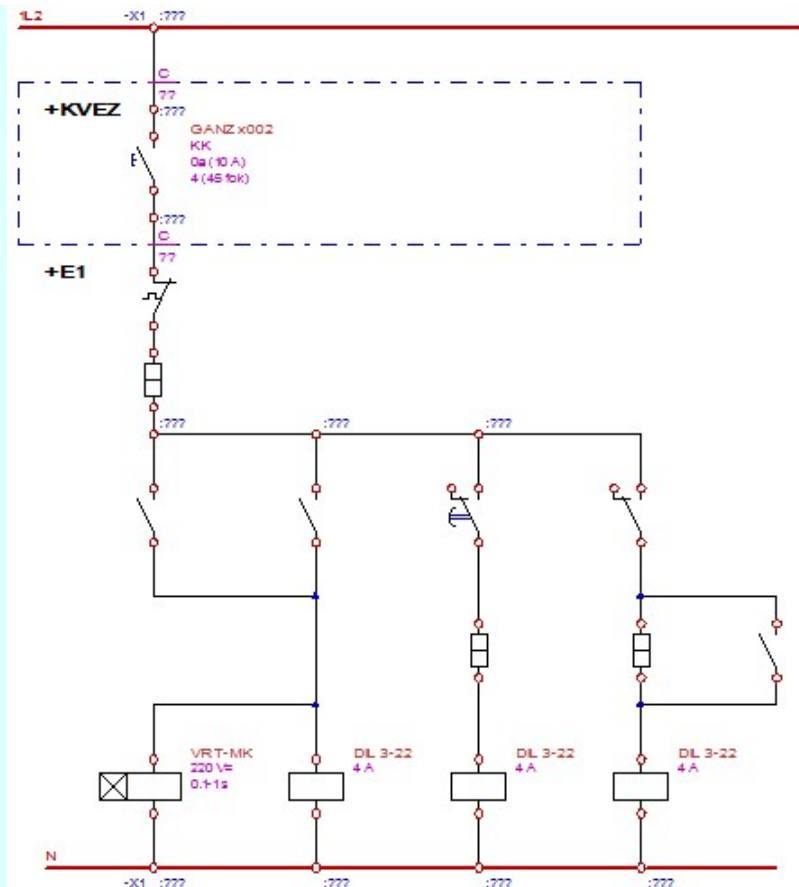 1L2
-X1 :???
C
77
+KVEZ
:???
GANZ x002
KK
0a (10 A)
4 (45 fok)
:???
C
77
+E1
:???
:???
:???
VRT-MK
220 V=
0.1-1s
DIL 3-22
4 A
DIL 3-22
4 A
DIL 3-22
4 A
N
-X1 :???
:???
:???
:???